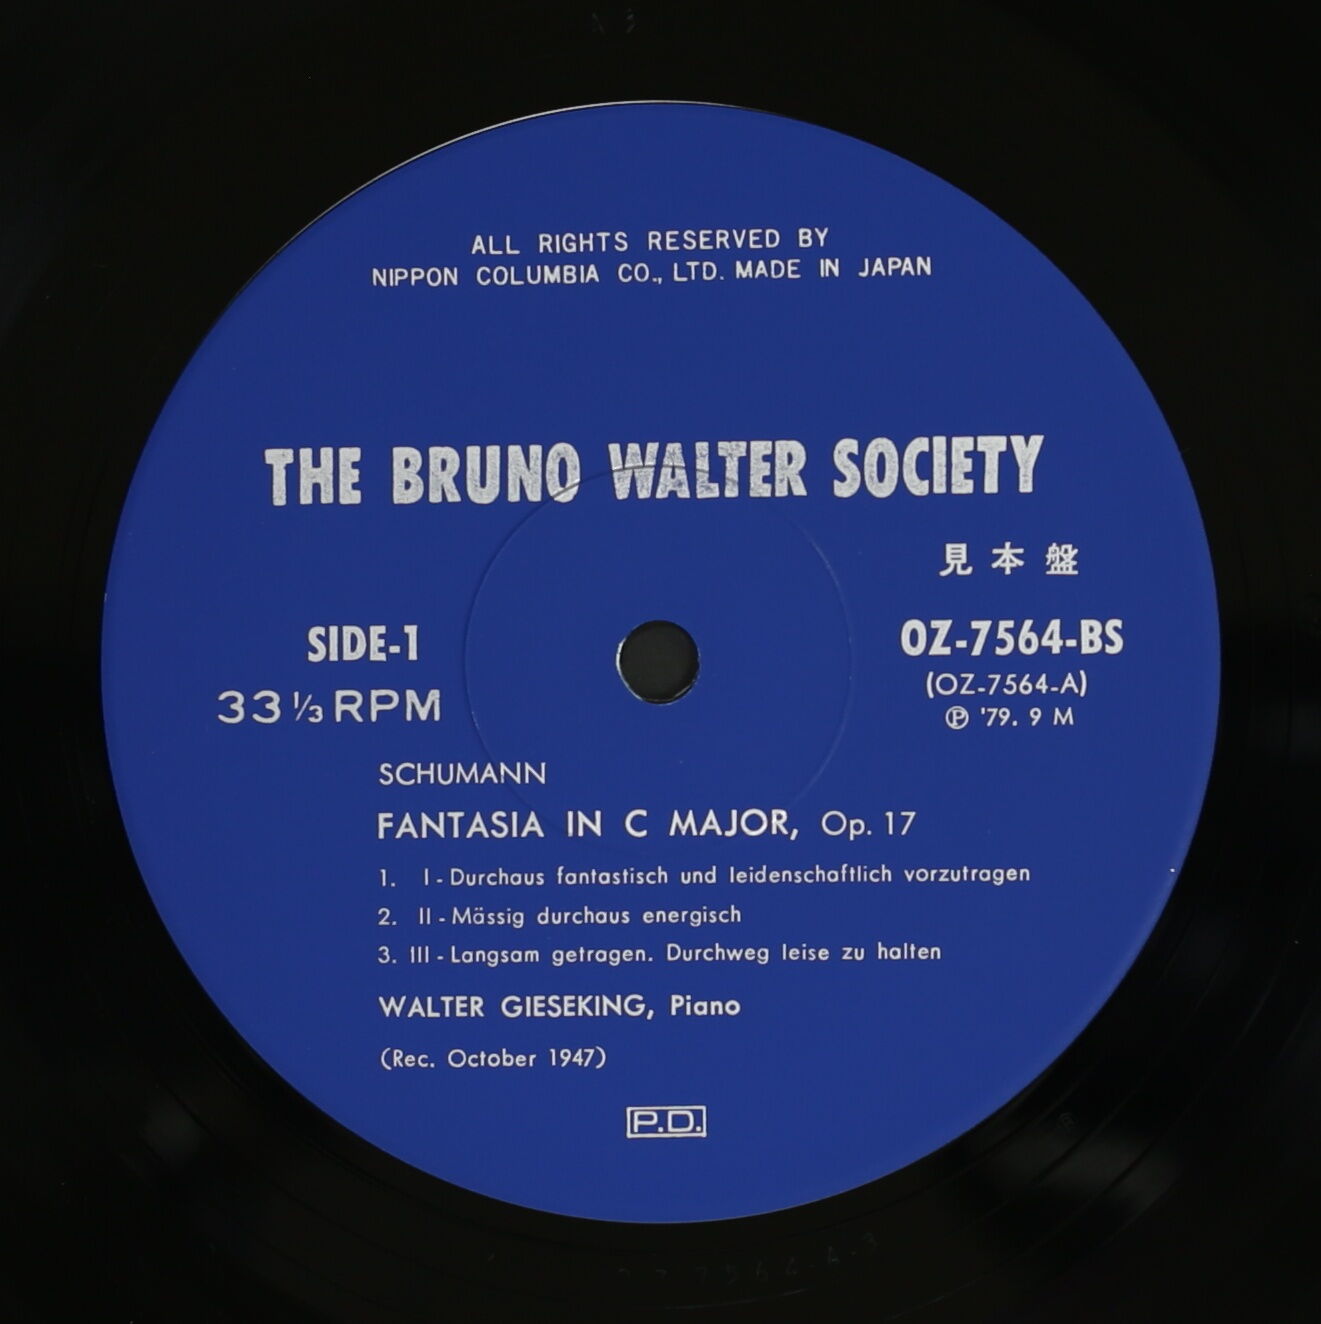 ALL RIGHTS RESERVED BY
NIPPON COLUMBIA CO., LTD. MADE IN JAPAN
THE BRUNO WALTER SOCIETY
見本盤
SIDE-1
33 1/3 RPM
OZ-7564-BS
(OZ-7564-A)
Ⓟ '79. 9 M
SCHUMANN
FANTASIA IN C MAJOR, Op. 17
1. I - Durchaus fantastisch und leidenschaftlich vorzutragen
2. II - Mässig durchaus energisch
3. III - Langsam getragen. Durchweg leise zu halten
WALTER GIESEKING, Piano
(Rec. October 1947)
P.D.